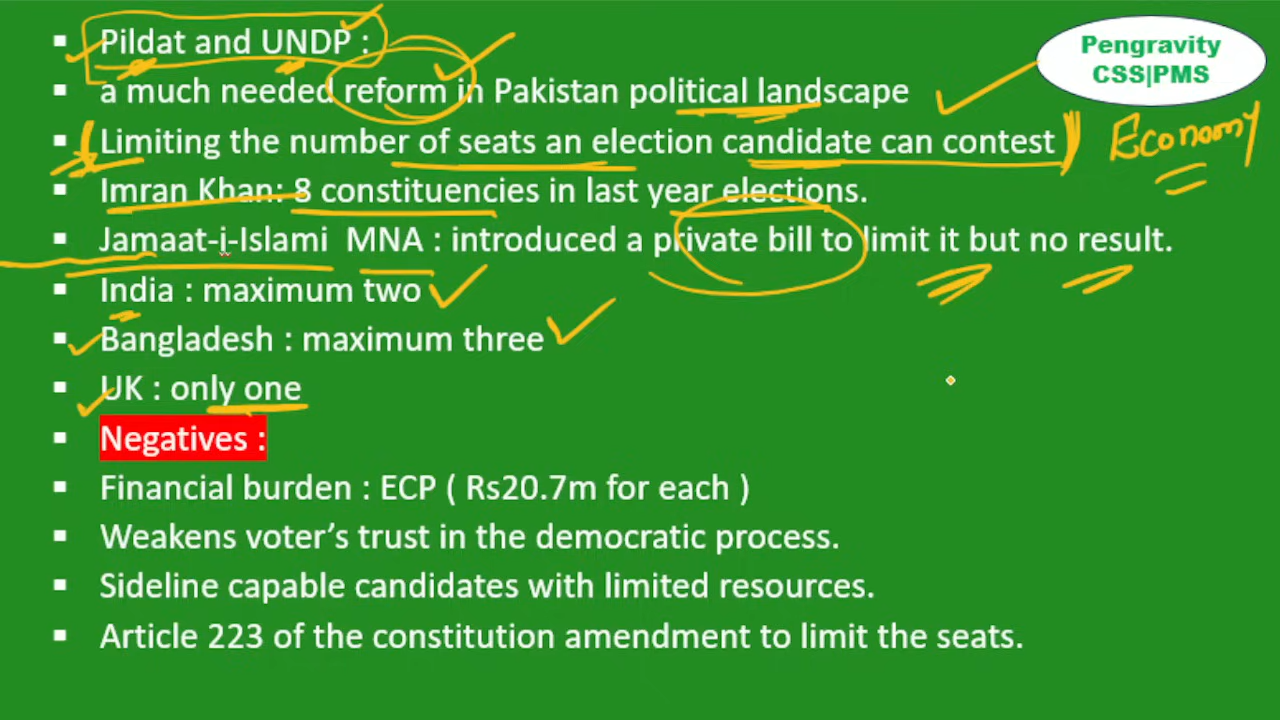 Pildat and UNDP :
Pengravity
CSS|PMS
a much needed reform in Pakistan political landscape
Limiting the number of seats an election candidate can contest
Economy
Imran Khan: 8 constituencies in last year elections.
Jamaat-i-Islami MNA : introduced a private bill to limit it but no result.
India : maximum two
Bangladesh : maximum three
UK : only one
Negatives :
Financial burden : ECP ( Rs20.7m for each )
Weakens voter’s trust in the democratic process.
Sideline capable candidates with limited resources.
Article 223 of the constitution amendment to limit the seats.